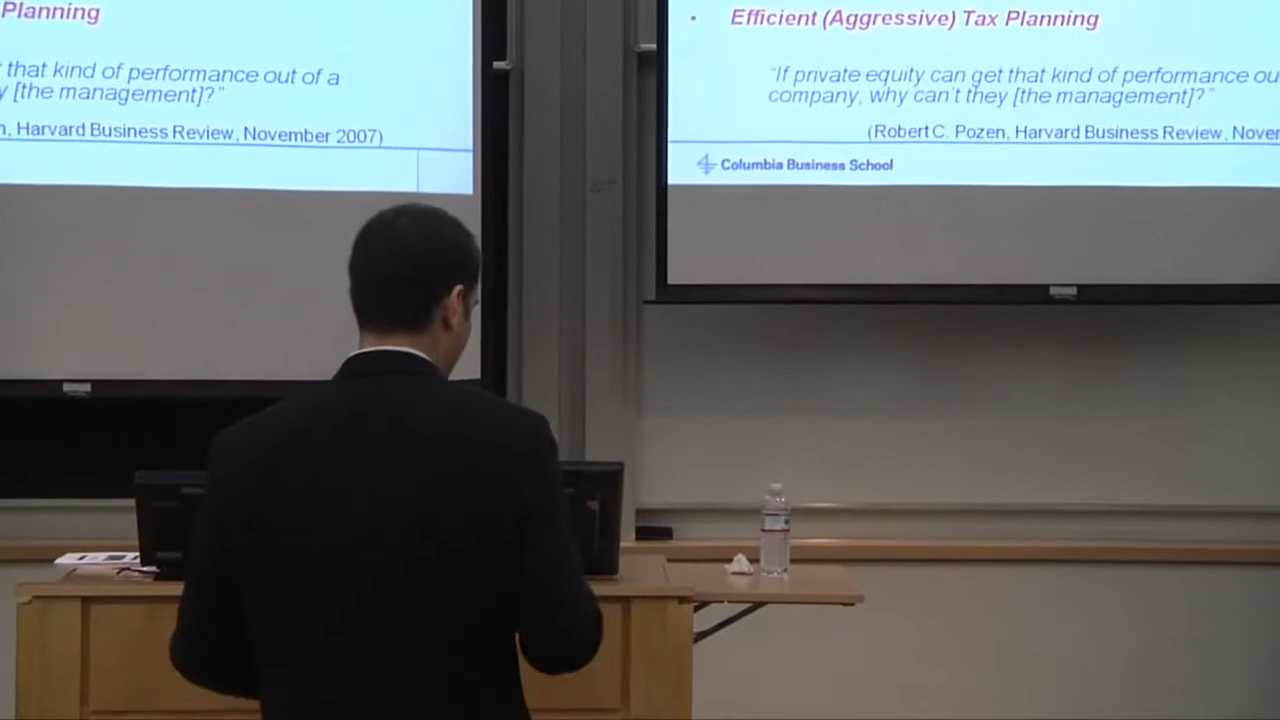 Planning
that kind of performance out of a
y [the management]?"
n, Harvard Business Review, November 2007)
• Efficient (Aggressive) Tax Planning
"If private equity can get that kind of performance ou
company, why can't they [the management]?"
(Robert C. Pozen, Harvard Business Review, Nover
Columbia Business School